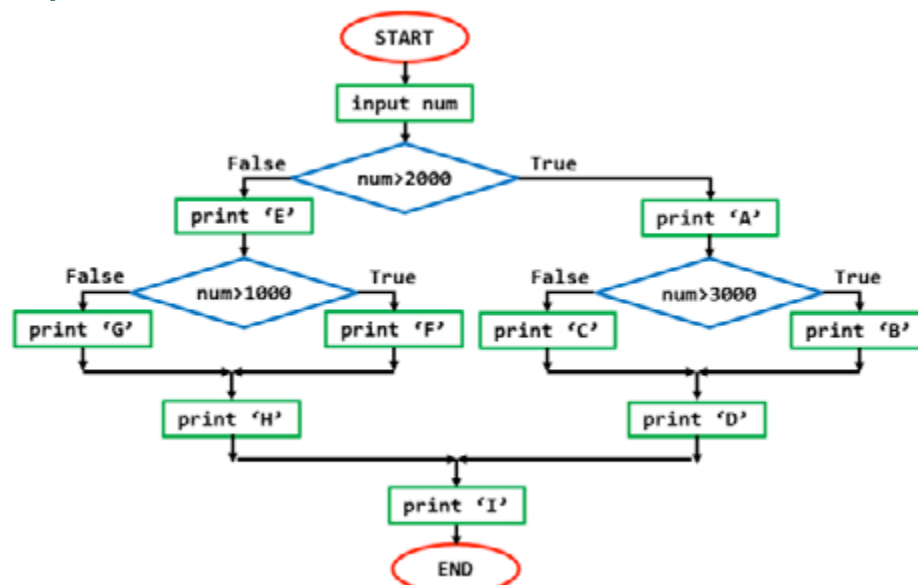 START
input num
False
True
num>2000
print ‘E’
print ‘A’
False
True
False
True
num>1000
num>3000
print ‘G’
print ‘F’
print ‘C’
print ‘B’
print ‘H’
print ‘D’
print ‘I’
END